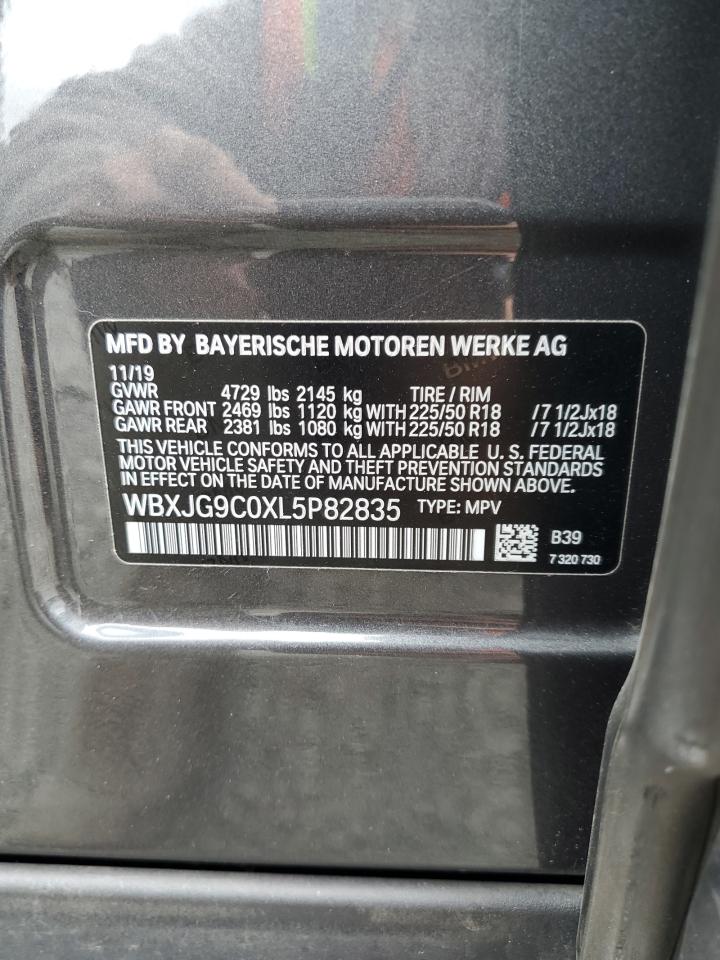 MFD BY BAYERISCHE MOTOREN WERKE AG
11/19
GVWR 4729 lbs 2145 kg TIRE / RIM
GAWR FRONT 2469 lbs 1120 kg WITH 225/50 R18 /7 1/2Jx18
GAWR REAR 2381 lbs 1080 kg WITH 225/50 R18 /7 1/2Jx18
THIS VEHICLE CONFORMS TO ALL APPLICABLE U. S. FEDERAL
MOTOR VEHICLE SAFETY AND THEFT PREVENTION STANDARDS
IN EFFECT ON THE DATE OF MANUFACTURE SHOWN ABOVE.
WBXJG9C0XL5P82835 TYPE: MPV
B39
7 320 730